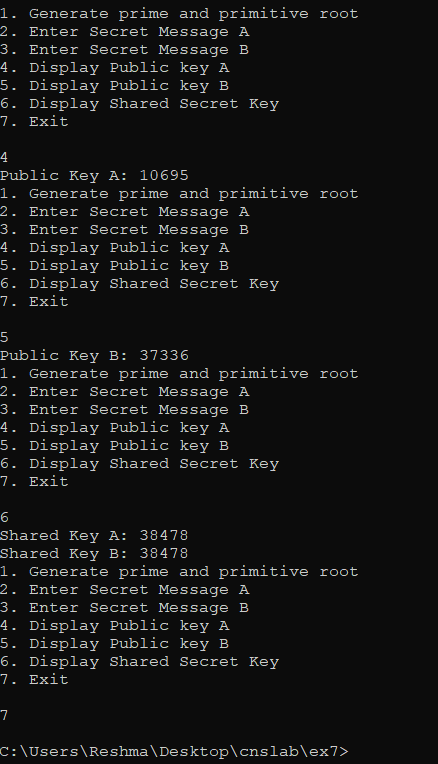 1. Generate prime and primitive root
2. Enter Secret Message A
3. Enter Secret Message B
4. Display Public key A
5. Display Public key B
6. Display Shared Secret Key
7. Exit
4
Public Key A: 10695
1. Generate prime and primitive root
2. Enter Secret Message A
3. Enter Secret Message B
4. Display Public key A
5. Display Public key B
6. Display Shared Secret Key
7. Exit
5
Public Key B: 37336
1. Generate prime and primitive root
2. Enter Secret Message A
3. Enter Secret Message B
4. Display Public key A
5. Display Public key B
6. Display Shared Secret Key
7. Exit
6
Shared Key A: 38478
Shared Key B: 38478
1. Generate prime and primitive root
2. Enter Secret Message A
3. Enter Secret Message B
4. Display Public key A
5. Display Public key B
6. Display Shared Secret Key
7. Exit
7
C:\Users\Reshma\Desktop\cnslab\ex7>